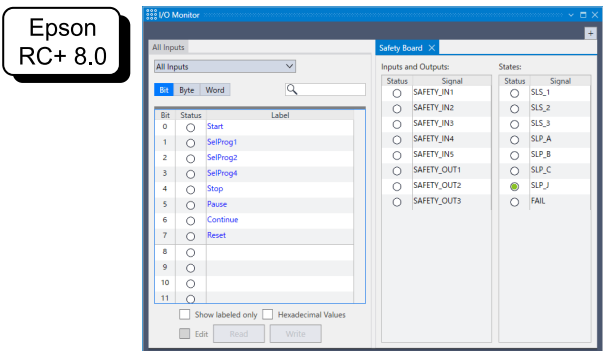 Epson
RC+ 8.0
I/O Monitor
All Inputs
All Inputs
Bit Byte Word
Bit Status Label
0 Start
1 SelProg1
2 SelProg2
3 SelProg4
4 Stop
5 Pause
6 Continue
7 Reset
8
9
10
11
Show labeled only Hexadecimal Values
Edit Read Write
Safety Board
Inputs and Outputs:
Status Signal
SAFETY_IN1
SAFETY_IN2
SAFETY_IN3
SAFETY_IN4
SAFETY_IN5
SAFETY_OUT1
SAFETY_OUT2
SAFETY_OUT3
States:
Status Signal
SLS_1
SLS_2
SLS_3
SLP_A
SLP_B
SLP_C
SLP_J
FAIL